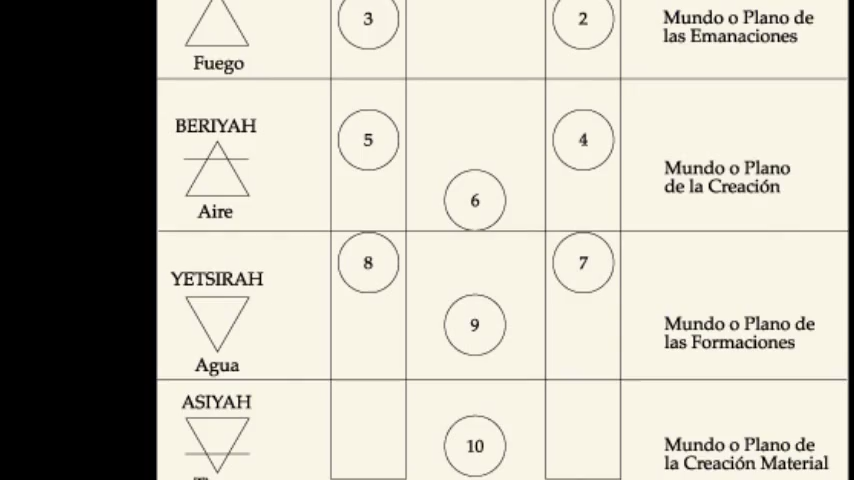 3
2
Mundo o Plano de
las Emanaciones
Fuego
BERIYAH
5
4
Mundo o Plano
de la Creación
6
Aire
8
7
YETSIRAH
9
Mundo o Plano de
las Formaciones
Agua
ASIYAH
10
Mundo o Plano de
la Creación Material